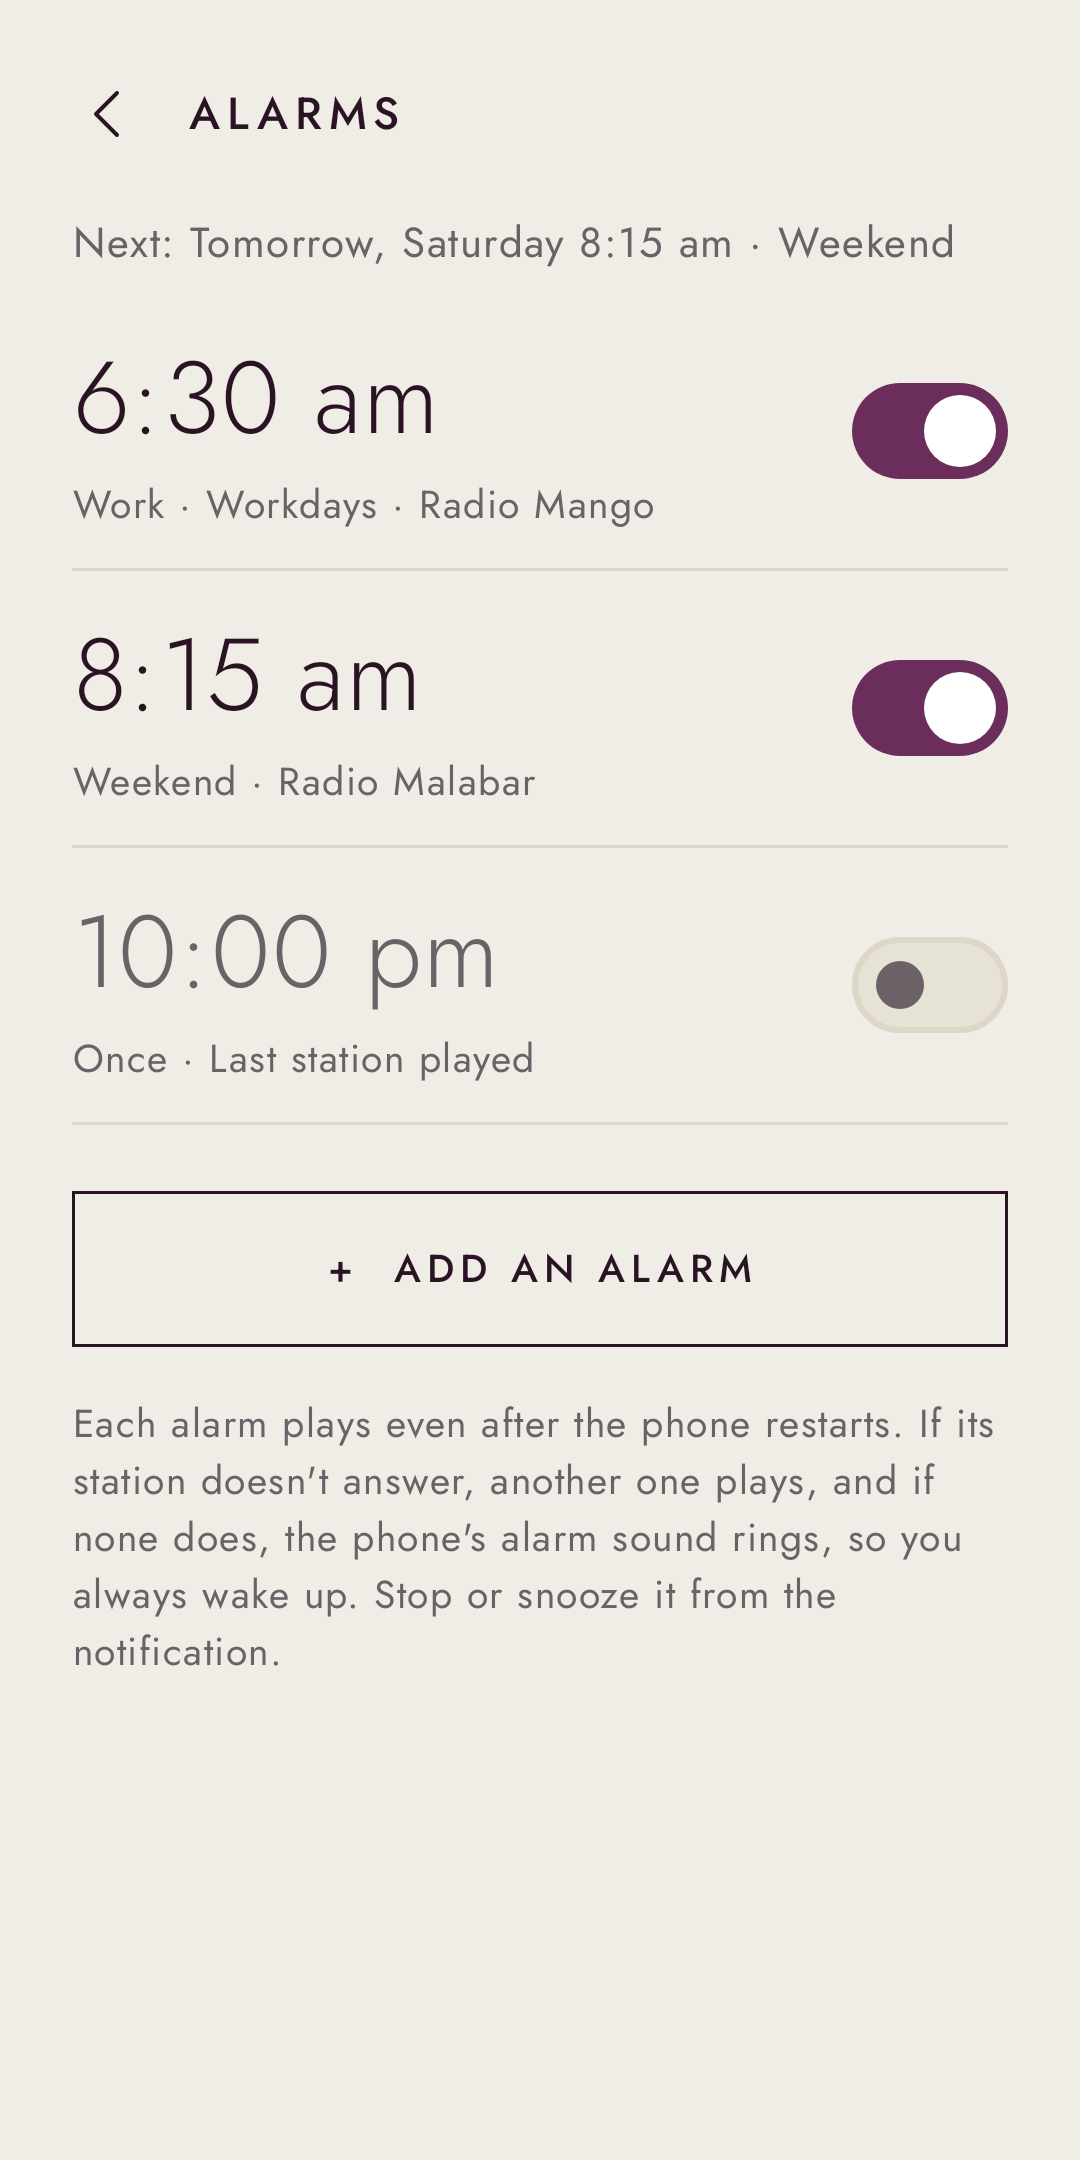 ALARMS
Next: Tomorrow, Saturday 8:15 am · Weekend
6:30 am
Work · Workdays · Radio Mango
8:15 am
Weekend · Radio Malabar
10:00 pm
Once · Last station played
+ ADD AN ALARM
Each alarm plays even after the phone restarts. If its
station doesn't answer, another one plays, and if
none does, the phone's alarm sound rings, so you
always wake up. Stop or snooze it from the
notification.